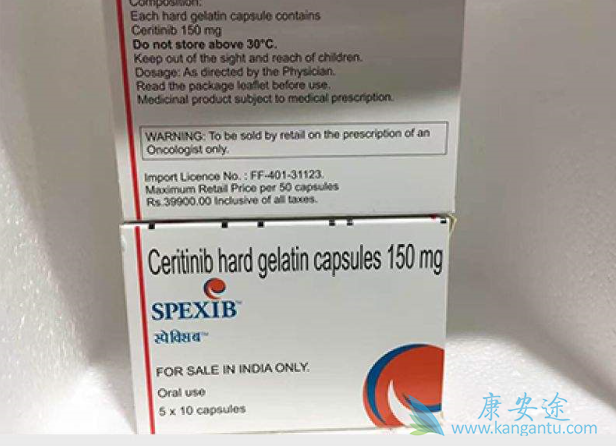 Composition:
Each hard gelatin capsule contains
Ceritinib 150 mg
Do not store above 30°C.
Keep out of the sight and reach of children.
Dosage: As directed by the Physician.
Read the package leaflet before use.
Medicinal product subject to medical prescription.
WARNING: To be sold by retail on the prescription of an
Oncologist only.
Import Licence No. : FF-401-31123.
Maximum Retail Price per 50 capsules
Rs.39900.00 Inclusive of all taxes.
Ceritinib hard gelatin capsules 150 mg
SPEXIB™
स्पेक्सिब™
FOR SALE IN INDIA ONLY.
Oral use
5 x 10 capsules
康安途
www.kangantu.com